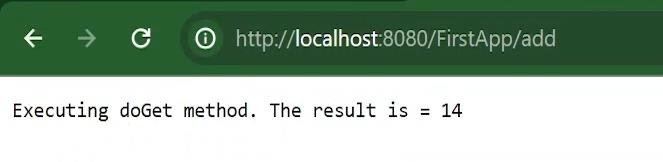 http://localhost:8080/FirstApp/add
Executing doGet method. The result is = 14